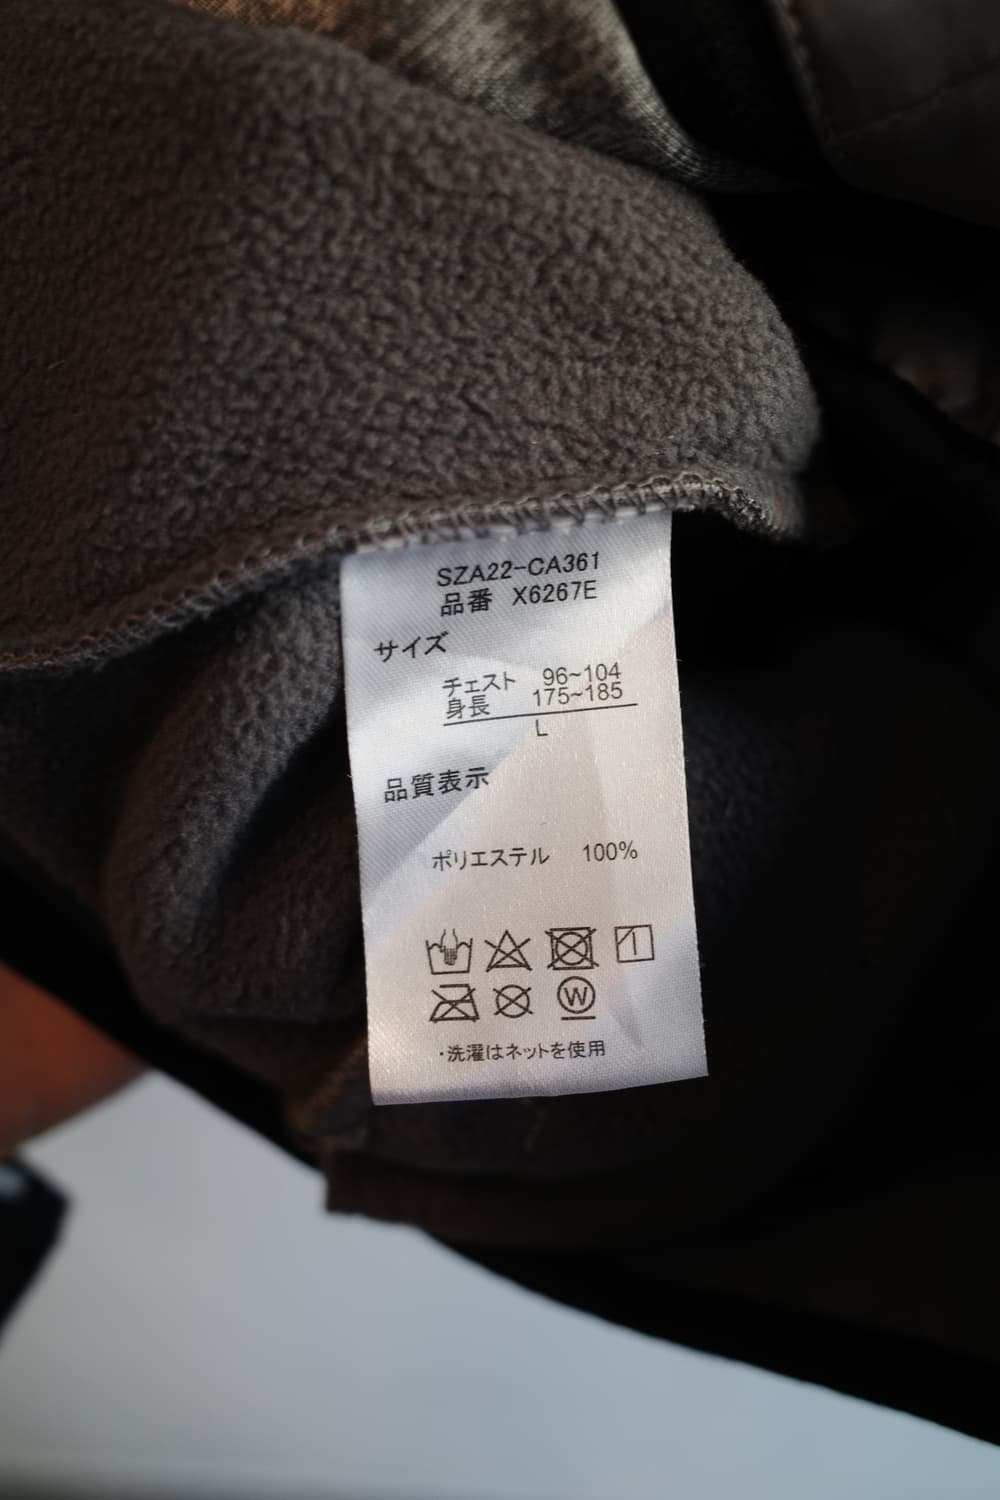 SZA22-CA361
品番 X6267E
サイズ
チェスト 96~104
身長 175~185
L
品質表示
ポリエステル 100%
W
・洗濯はネットを使用